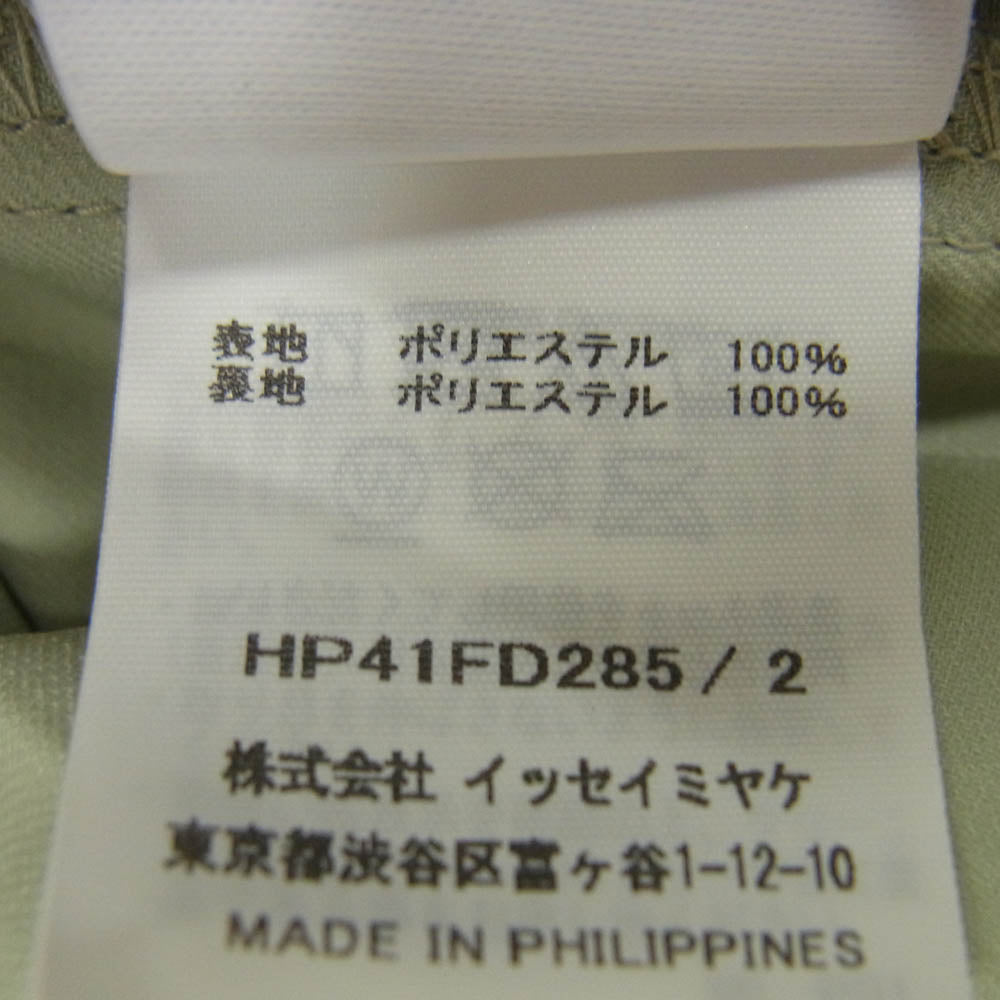 表地 ポリエステル 100%
裏地 ポリエステル 100%
HP41FD285 / 2
株式会社 イッセイミヤケ
東京都渋谷区富ヶ谷1-12-10
MADE IN PHILIPPINES